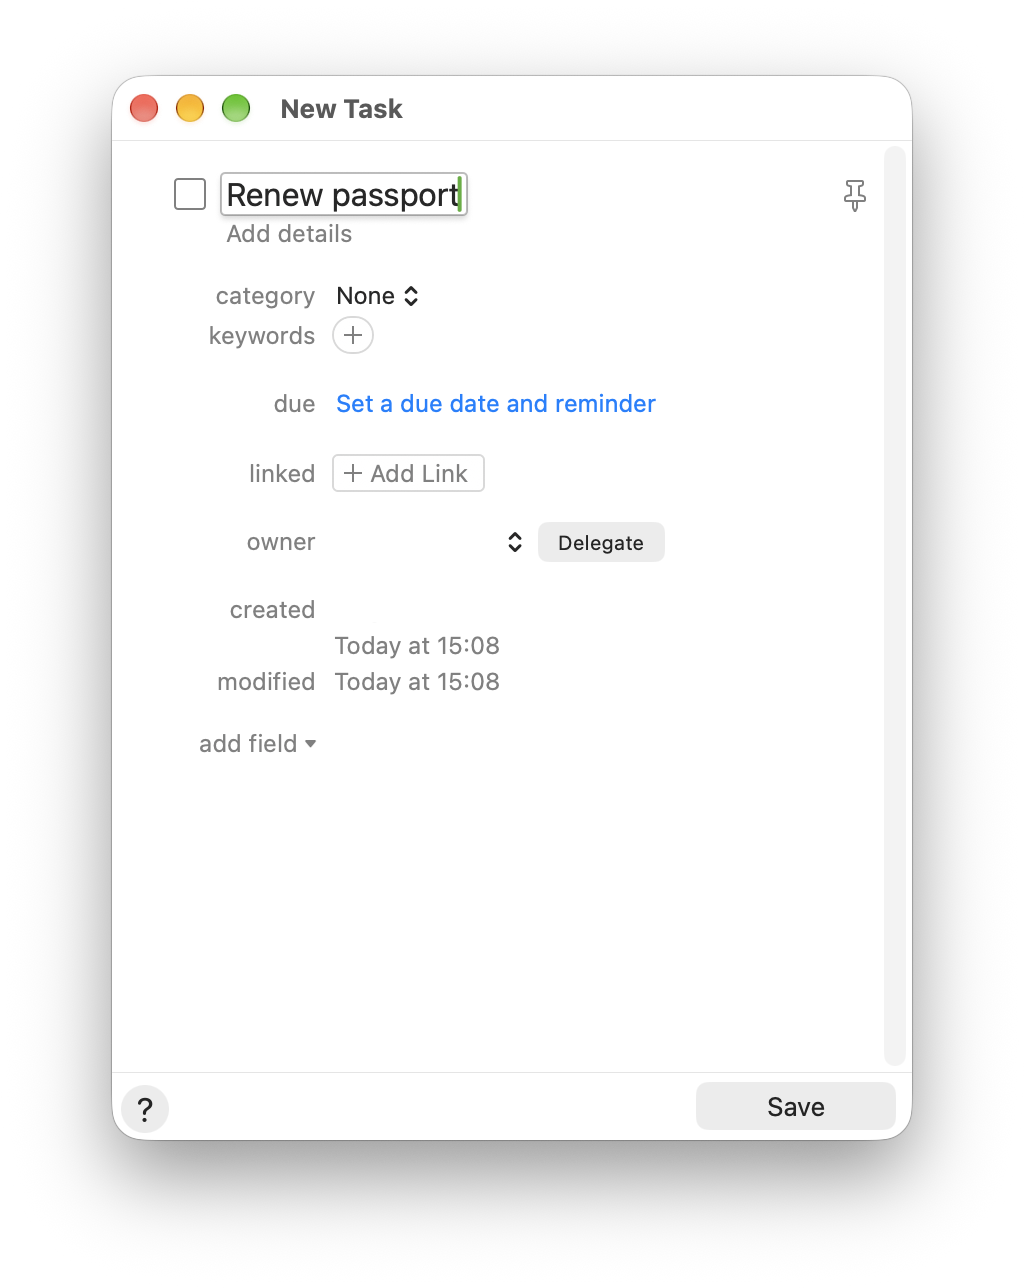 New Task
Renew passport
Add details
category None
keywords
due Set a due date and reminder
linked + Add Link
owner Delegate
created
Today at 15:08
modified Today at 15:08
add field
? Save